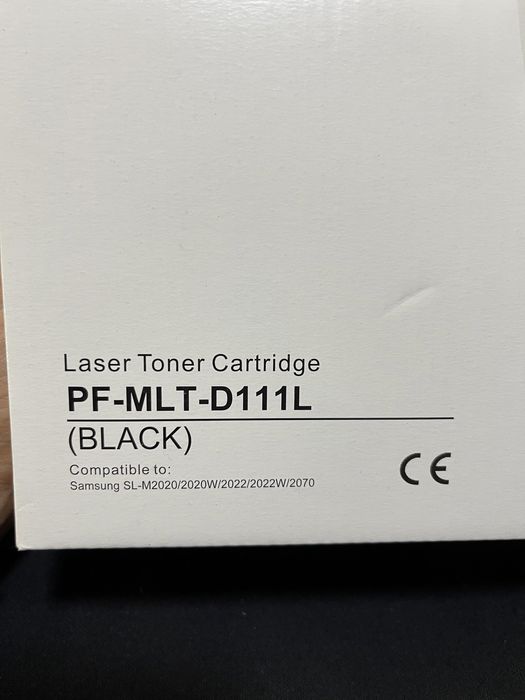 Laser Toner Cartridge
PF-MLT-D111L
(BLACK)
Compatible to:
Samsung SL-M2020/2020W/2022/2022W/2070
CE